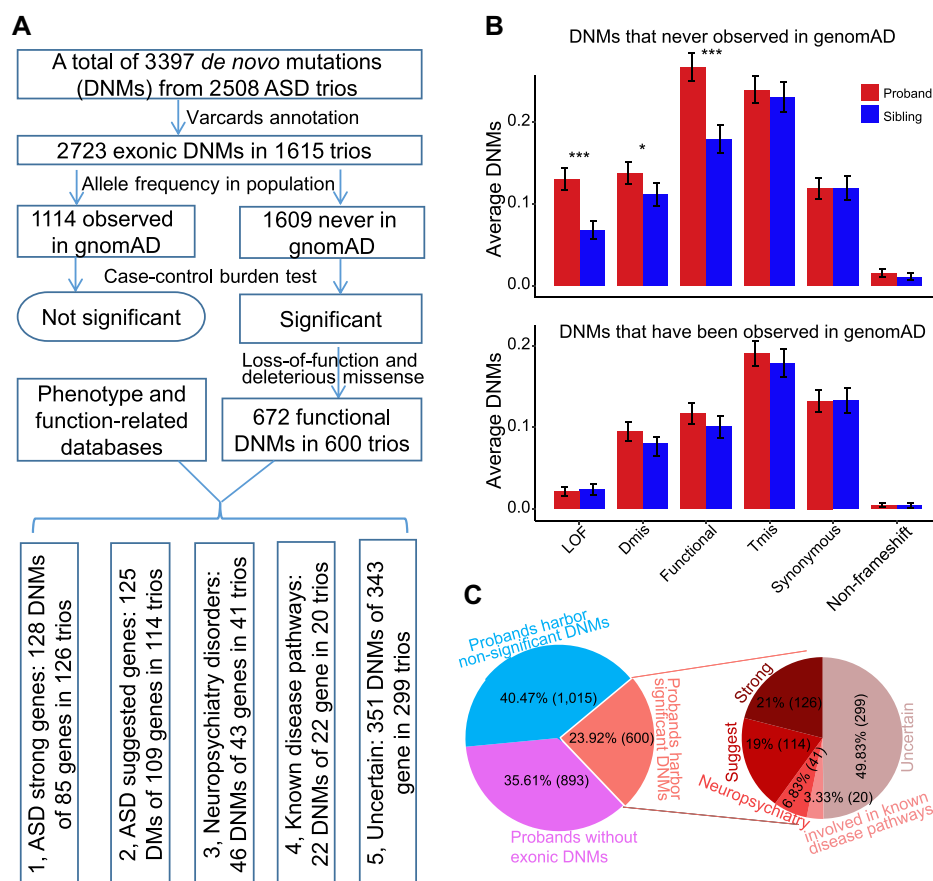 A
A total of 3397 de novo mutations
(DNMs) from 2508 ASD trios
Varcards annotation
2723 exonic DNMs in 1615 trios
Allele frequency in population
1114 observed
in gnomAD
1609 never in
gnomAD
Case-control burden test
Not significant
Significant
Loss-of-function and
deleterious missense
Phenotype and
function-related
databases
672 functional
DNMs in 600 trios
1, ASD strong genes: 128 DNMs
of 85 genes in 126 trios
2, ASD suggested genes: 125
DMs of 109 genes in 114 trios
3, Neuropsychiatry disorders:
46 DNMs of 43 genes in 41 trios
4, Known disease pathways:
22 DNMs of 22 gene in 20 trios
5, Uncertain: 351 DNMs of 343
gene in 299 trios
B
DNMs that never observed in genomAD
***
Proband
Sibling
0.2
***
*
0.1
0.0
Average DNMs
DNMs that have been observed in genomAD
0.2
0.1
0.0
Average DNMs
LOF
Dmis
Functional
Tmis
Synonymous
Non-frameshift
C
Probands harbor
non-significant DNMs
40.47% (1,015)
23.92% (600)
Probands harbor
significant DNMs
35.61% (893)
Probands without
exonic DNMs
Strong
21% (126)
Suggest
19% (114)
Neuropsychiatry
6.83% (41)
3.33% (20)
involved in known
disease pathways
49.83% (299)
Uncertain